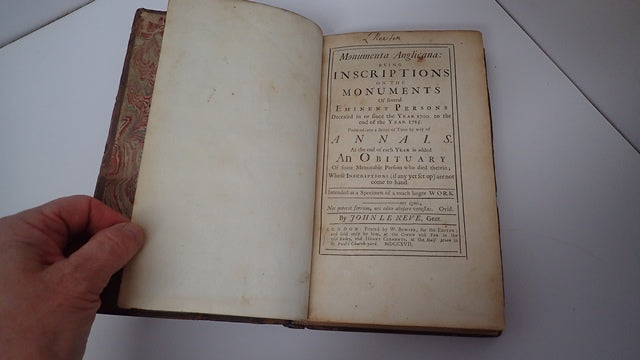 Monumenta Anglicana:
BEING
INSCRIPTIONS
ON THE
MONUMENTS
Of several
EMINENT PERSONS
Deceased in or since the YEAR 1700. to the
end of the YEAR 1715.
Deduced into a Series of Time by way of
ANNALS.
At the end of each YEAR is added
An OBITUARY
Of some Memorable Persons who died therein,
Whose INSCRIPTIONS (if any yet set up) are not
come to hand.
Intended as a Specimen of a much larger WORK
Nec poterit ferrum, nec edax abolere vetustas. Ovid.
By JOHN LE NEVE, Gent.
LONDON: Printed by W. BOWYER, for the EDITOR;
and sold only by him, at the Crown and Fan in the
Old Bailey, and HENRY CLEMENTS, at the Half Moon in
St. Paul's Church-yard. MDCCXVII.